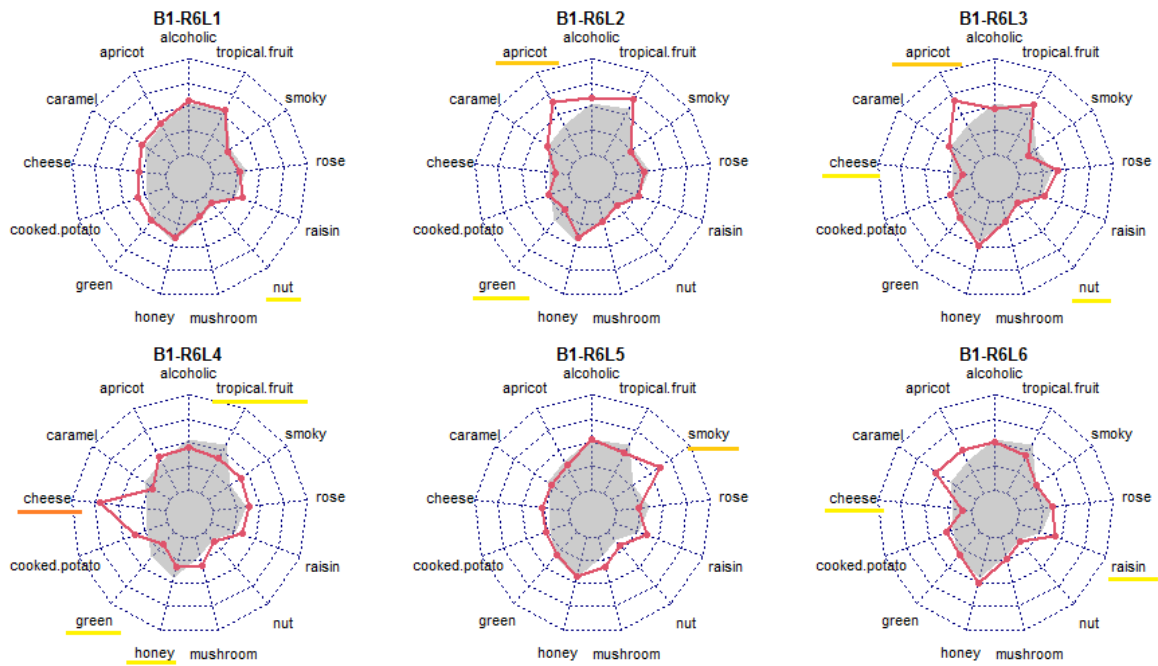 B1-R6L1
alcoholic
apricot tropical.fruit
caramel smoky
cheese rose
cooked.potato raisin
green nut
honey mushroom
B1-R6L2
alcoholic
apricot tropical.fruit
caramel smoky
cheese rose
cooked.potato raisin
green nut
honey mushroom
B1-R6L3
alcoholic
apricot tropical.fruit
caramel smoky
cheese rose
cooked.potato raisin
green nut
honey mushroom
B1-R6L4
alcoholic
apricot tropical.fruit
caramel smoky
cheese rose
cooked.potato raisin
green nut
honey mushroom
B1-R6L5
alcoholic
apricot tropical.fruit
caramel smoky
cheese rose
cooked.potato raisin
green nut
honey mushroom
B1-R6L6
alcoholic
apricot tropical.fruit
caramel smoky
cheese rose
cooked.potato raisin
green nut
honey mushroom